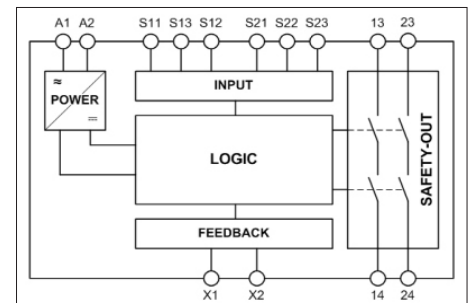 A1 A2 S11 S13 S12 S21 S22 S23 13 23
≈
POWER
⎓
INPUT
LOGIC
SAFETY-OUT
FEEDBACK
X1 X2 14 24